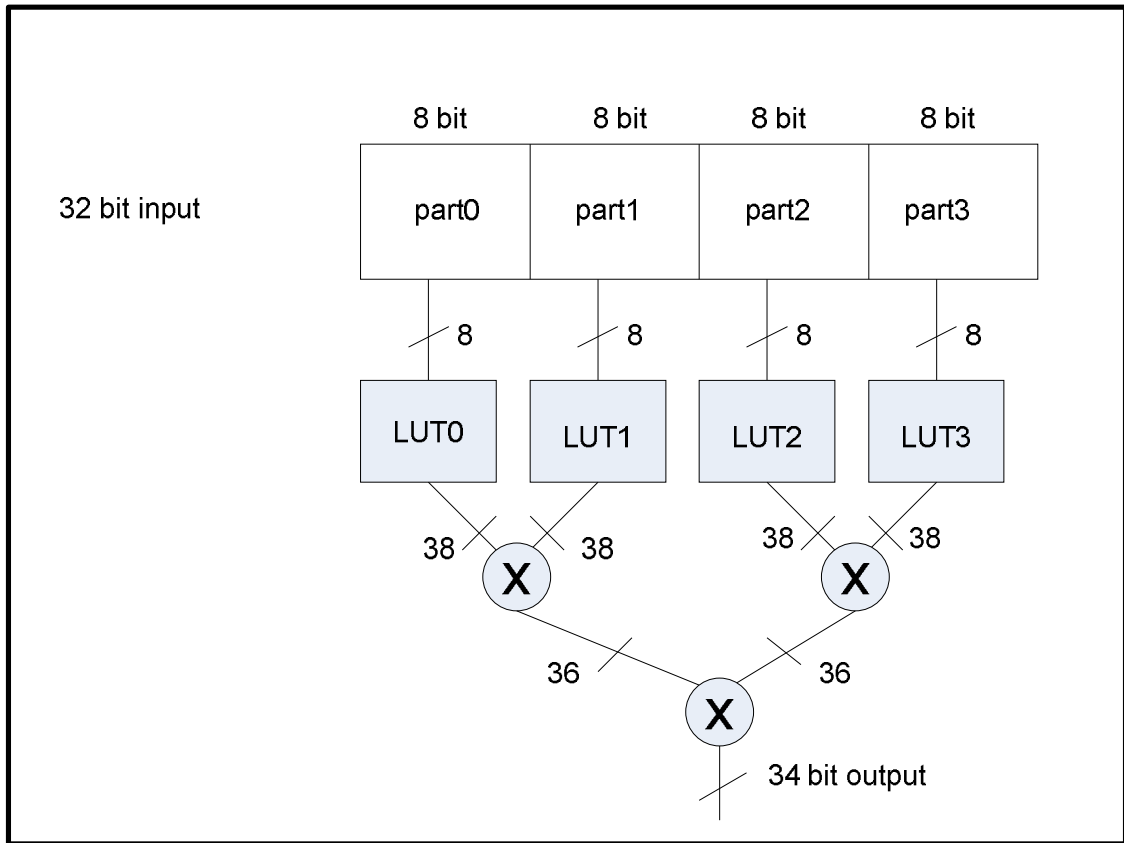 8 bit 8 bit 8 bit 8 bit
32 bit input part0 part1 part2 part3
8 8 8 8
LUT0 LUT1 LUT2 LUT3
38 38 38 38
X X
36 36
X
34 bit output